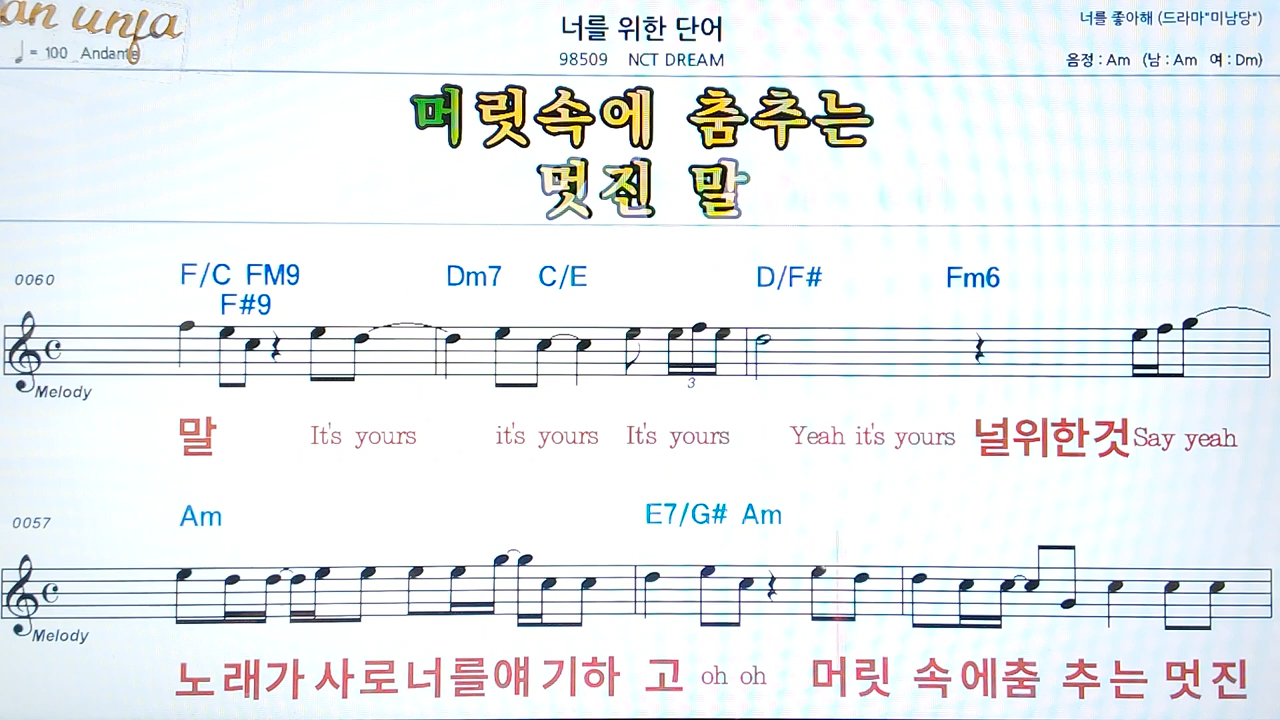 an unfa
♩ = 100 Andante
너를 위한 단어
98509 NCT DREAM
너를 좋아해 (드라마"미남당")
음정 : Am (남 : Am 여 : Dm)
머릿속에 춤추는
멋진 말
0060
F/C FM9 Dm7 C/E D/F# Fm6
F#9
3
Melody
말 It's yours it's yours It's yours Yeah it's yours 널위한것 Say yeah
0057
Am E7/G# Am
Melody
노래가 사로너를얘기하 고 oh oh 머릿 속에춤 추는 멋진